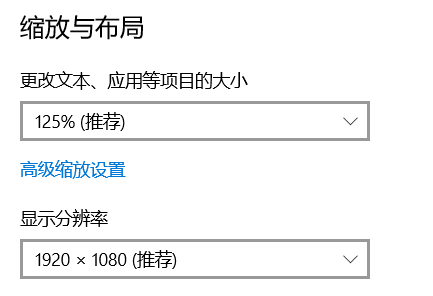 缩放与布局
更改文本、应用等项目的大小
125% (推荐)
高级缩放设置
显示分辨率
1920 × 1080 (推荐)